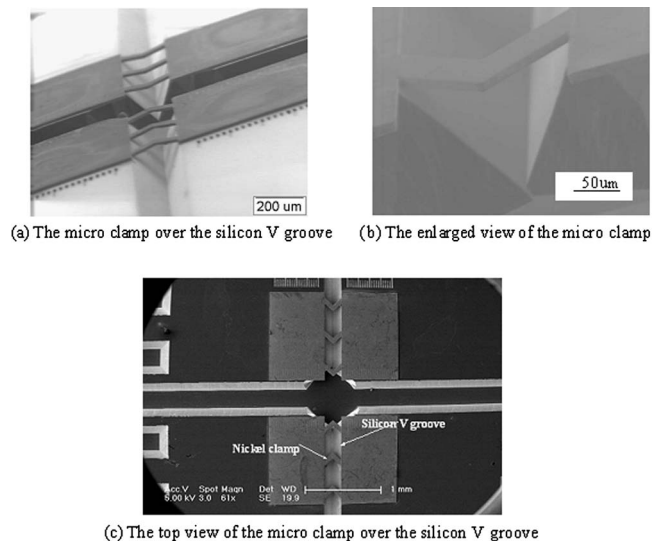 200 um
(a) The micro clamp over the silicon V groove
50um
(b) The enlarged view of the micro clamp
Silicon V groove
Nickel clamp
Acc.V Spot Magn Det WD
5.00 kV 3.0 61x SE 19.9
1 mm
(c) The top view of the micro clamp over the silicon V groove